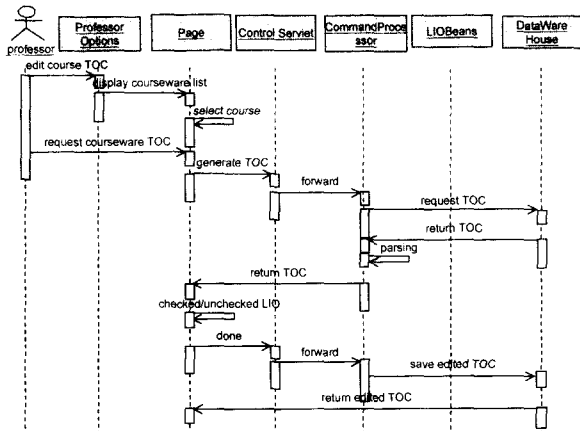 Professor
Options
Page
Control Servlet
CommandProce
ssor
LIOBeans
DataWare
House
professor
edit course TOC
display courseware list
select course
request courseware TOC
generate TOC
forward
request TOC
return TOC
parsing
return TOC
checked/unchecked LIO
done
forward
save edited TOC
return edited TOC